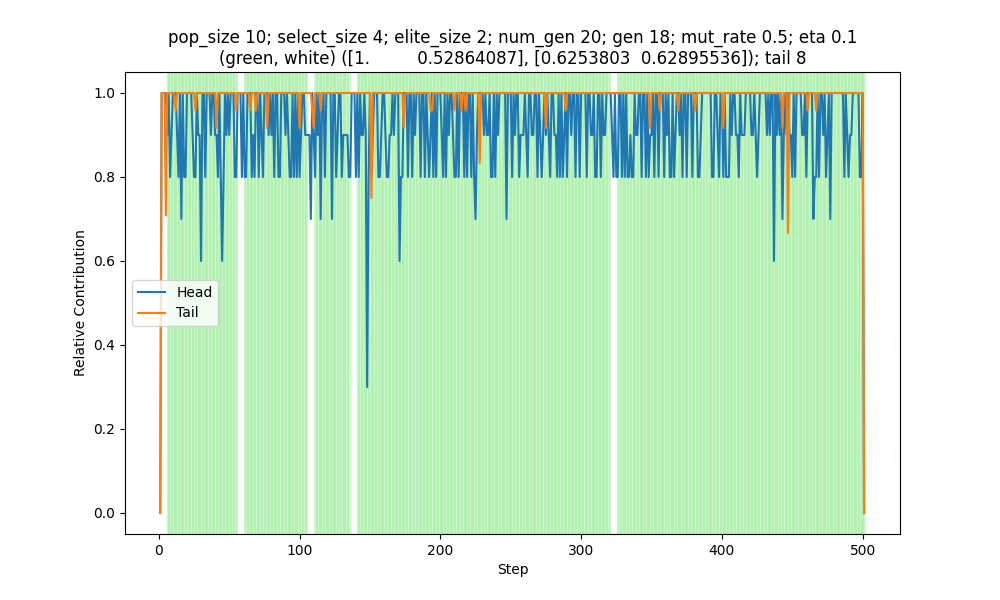 pop_size 10; select_size 4; elite_size 2; num_gen 20; gen 18; mut_rate 0.5; eta 0.1
(green, white) ([1. 0.52864087], [0.6253803 0.62895536]); tail 8
1.0
0.8
0.6
0.4
0.2
0.0
Relative Contribution
Head
Tail
0 100 200 300 400 500
Step